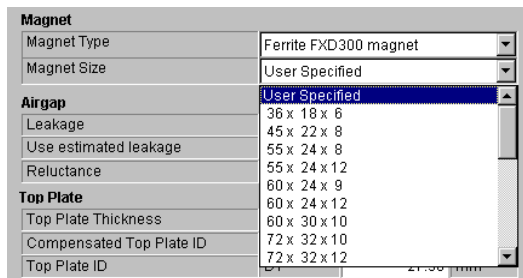 Magnet
Magnet Type Ferrite FXD300 magnet
Magnet Size User Specified
User Specified
36 x 18 x 6
45 x 22 x 8
55 x 24 x 8
55 x 24 x 12
60 x 24 x 9
60 x 24 x 12
60 x 30 x 10
72 x 32 x 10
72 x 32 x 12
Airgap
Leakage
Use estimated leakage
Reluctance
Top Plate
Top Plate Thickness
Compensated Top Plate ID
Top Plate ID mm